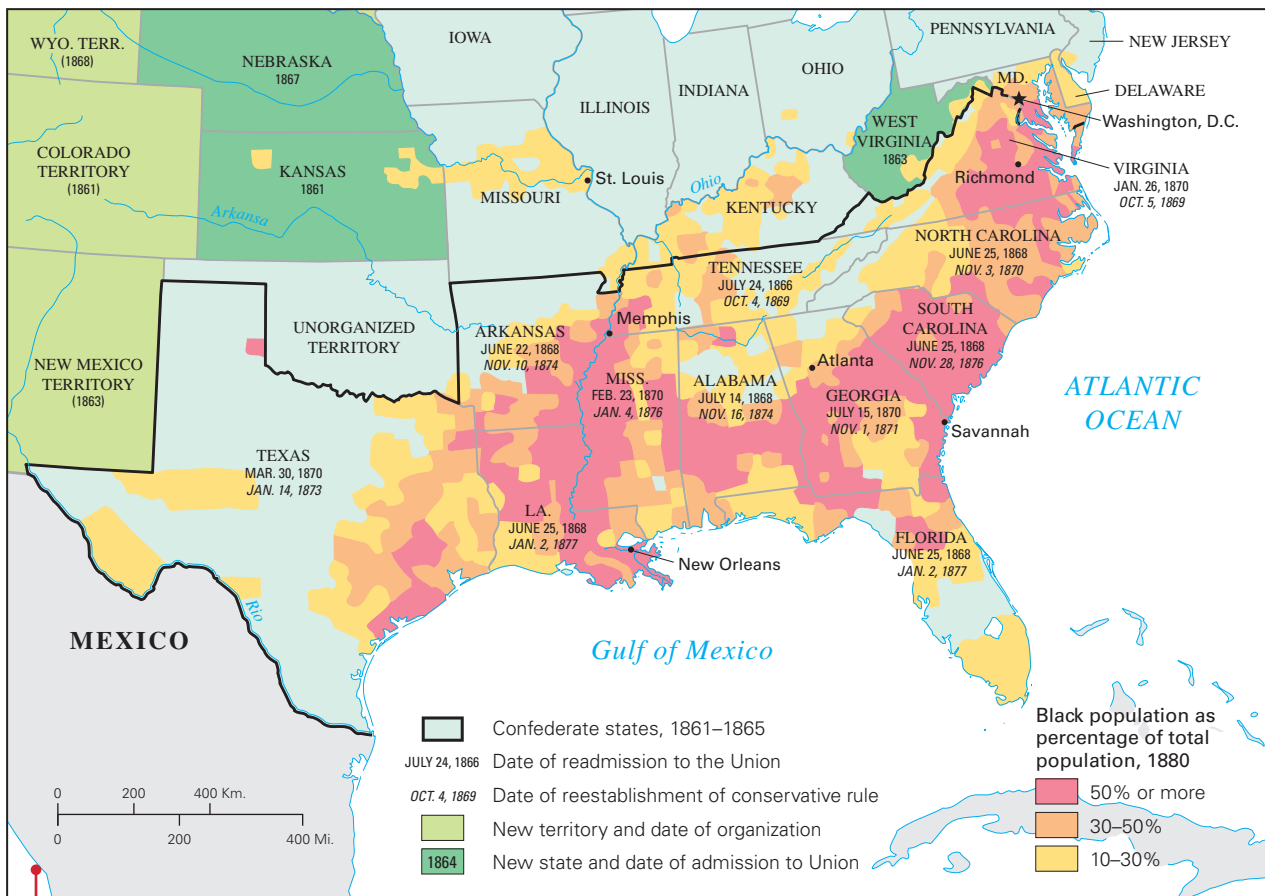 WYO. TERR.
(1868)
NEBRASKA
1867
IOWA
ILLINOIS
INDIANA
OHIO
PENNSYLVANIA
NEW JERSEY
MD.
DELAWARE
Washington, D.C.
WEST
VIRGINIA
1863
VIRGINIA
JAN. 26, 1870
OCT. 5, 1869
Richmond
COLORADO
TERRITORY
(1861)
KANSAS
1861
MISSOURI
St. Louis
Ohio
KENTUCKY
Arkansa
NORTH CAROLINA
JUNE 25, 1868
NOV. 3, 1870
TENNESSEE
JULY 24, 1866
OCT. 4, 1869
Memphis
SOUTH
CAROLINA
JUNE 25, 1868
NOV. 28, 1876
UNORGANIZED
TERRITORY
ARKANSAS
JUNE 22, 1868
NOV. 10, 1874
NEW MEXICO
TERRITORY
(1863)
MISS.
FEB. 23, 1870
JAN. 4, 1876
ALABAMA
JULY 14, 1868
NOV. 16, 1874
Atlanta
GEORGIA
JULY 15, 1870
NOV. 1, 1871
Savannah
ATLANTIC
OCEAN
TEXAS
MAR. 30, 1870
JAN. 14, 1873
LA.
JUNE 25, 1868
JAN. 2, 1877
New Orleans
FLORIDA
JUNE 25, 1868
JAN. 2, 1877
Rio
MEXICO
Gulf of Mexico
Confederate states, 1861–1865
JULY 24, 1866 Date of readmission to the Union
OCT. 4, 1869 Date of reestablishment of conservative rule
New territory and date of organization
1864 New state and date of admission to Union
Black population as
percentage of total
population, 1880
50% or more
30–50%
10–30%
0 200 400 Km.
0 200 400 Mi.